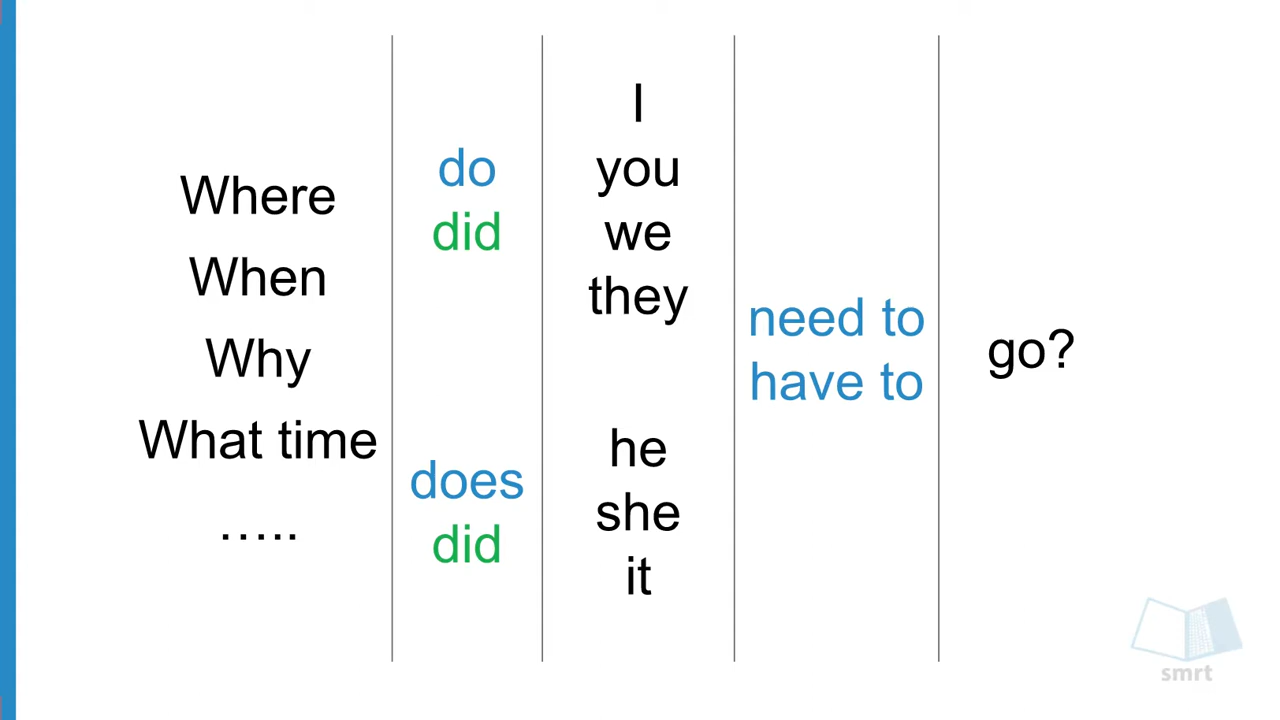 Where
When
Why
What time
…..
do
did
does
did
I
you
we
they
he
she
it
need to
have to
go?
smrt